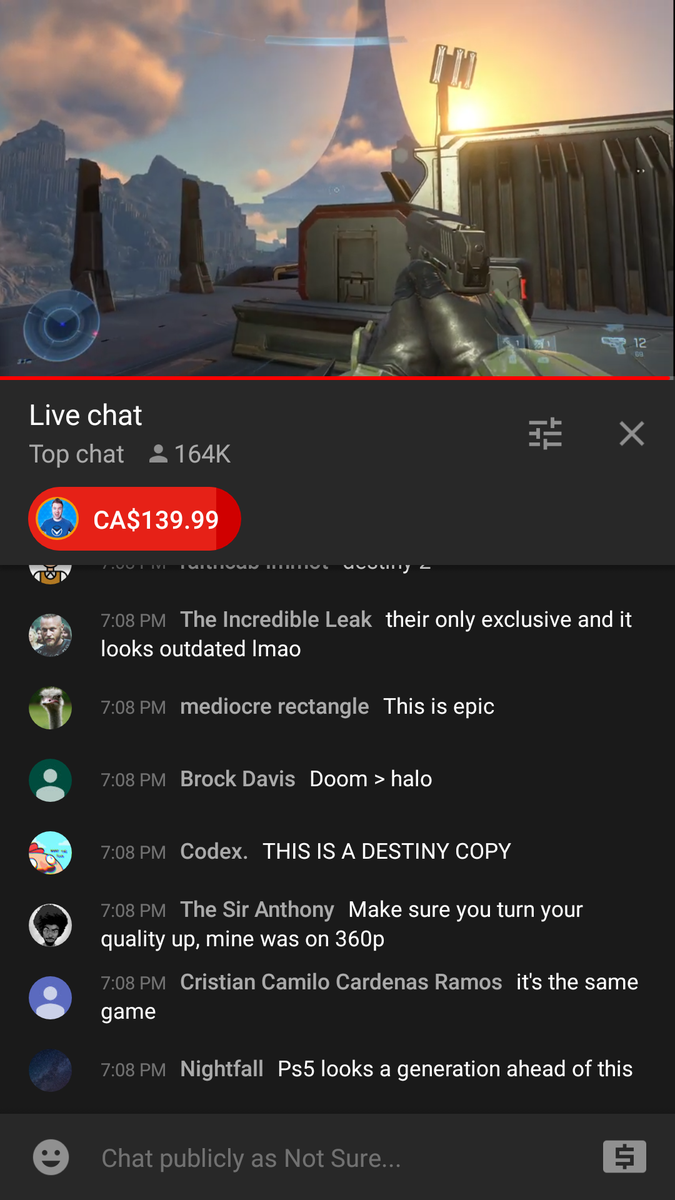 12
Live chat
Top chat 164K
CA$139.99
destiny 2
7:08 PM The Incredible Leak their only exclusive and it
looks outdated lmao
7:08 PM mediocre rectangle This is epic
7:08 PM Brock Davis Doom > halo
7:08 PM Codex. THIS IS A DESTINY COPY
7:08 PM The Sir Anthony Make sure you turn your
quality up, mine was on 360p
7:08 PM Cristian Camilo Cardenas Ramos it's the same
game
7:08 PM Nightfall Ps5 looks a generation ahead of this
Chat publicly as Not Sure...